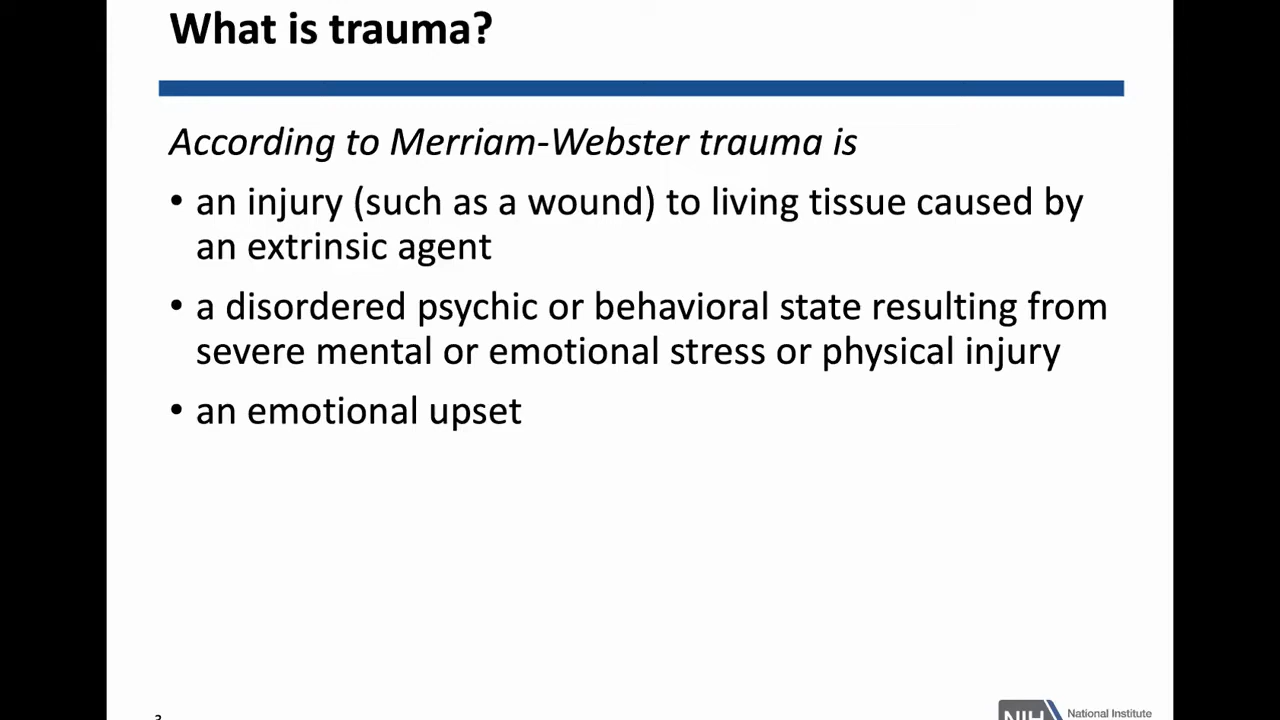 What is trauma?
According to Merriam-Webster trauma is
• an injury (such as a wound) to living tissue caused by
an extrinsic agent
• a disordered psychic or behavioral state resulting from
severe mental or emotional stress or physical injury
• an emotional upset
3
NIH
National Institute